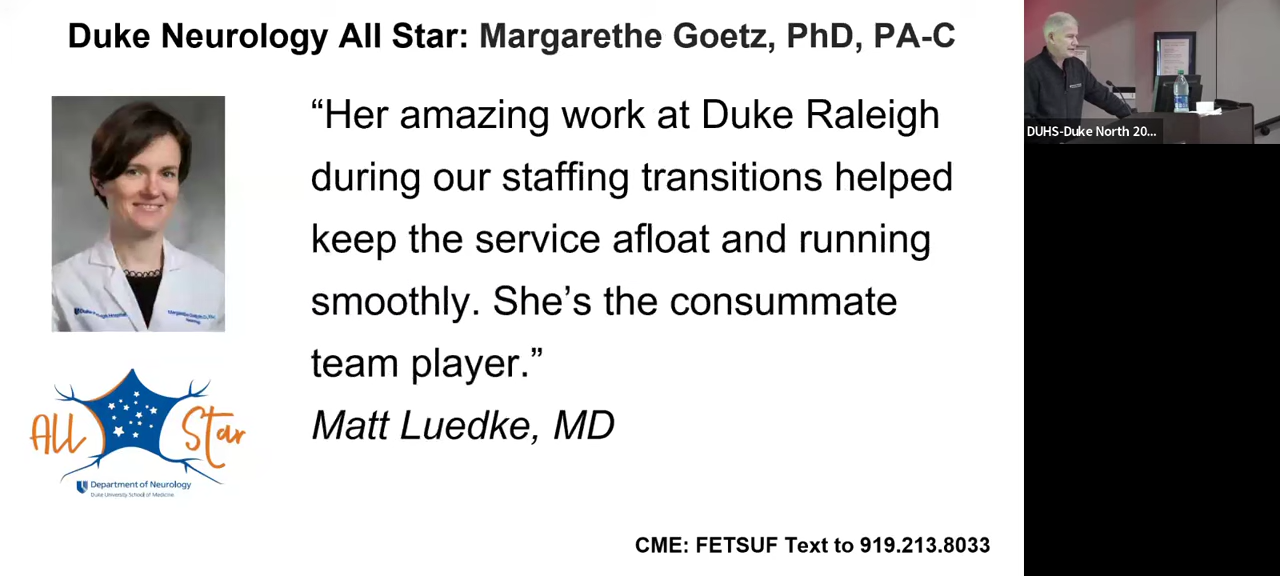 Duke Neurology All Star: Margarethe Goetz, PhD, PA-C
“Her amazing work at Duke Raleigh
during our staffing transitions helped
keep the service afloat and running
smoothly. She’s the consummate
team player.”
Matt Luedke, MD
All Star
Department of Neurology
Duke University School of Medicine
CME: FETSUF Text to 919.213.8033
DUHS-Duke North 20...